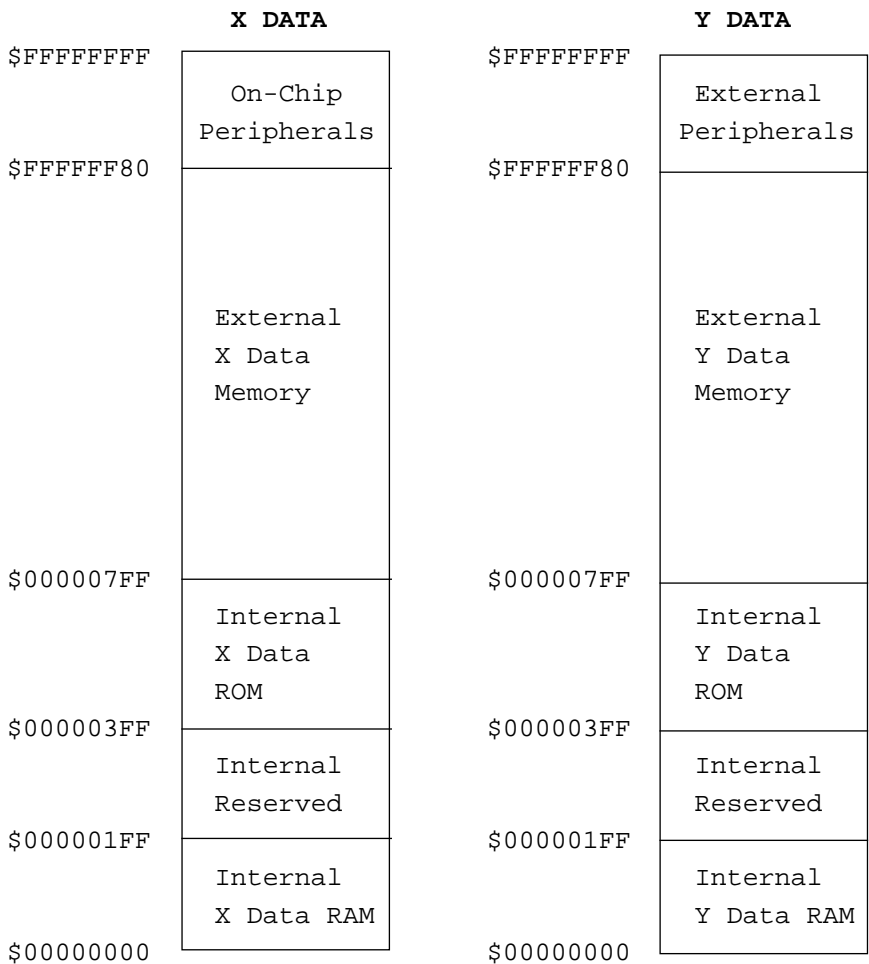 X DATA
$FFFFFFFF
On-Chip
Peripherals
$FFFFFF80
External
X Data
Memory
$000007FF
Internal
X Data
ROM
$000003FF
Internal
Reserved
$000001FF
Internal
X Data RAM
$00000000
Y DATA
$FFFFFFFF
External
Peripherals
$FFFFFF80
External
Y Data
Memory
$000007FF
Internal
Y Data
ROM
$000003FF
Internal
Reserved
$000001FF
Internal
Y Data RAM
$00000000